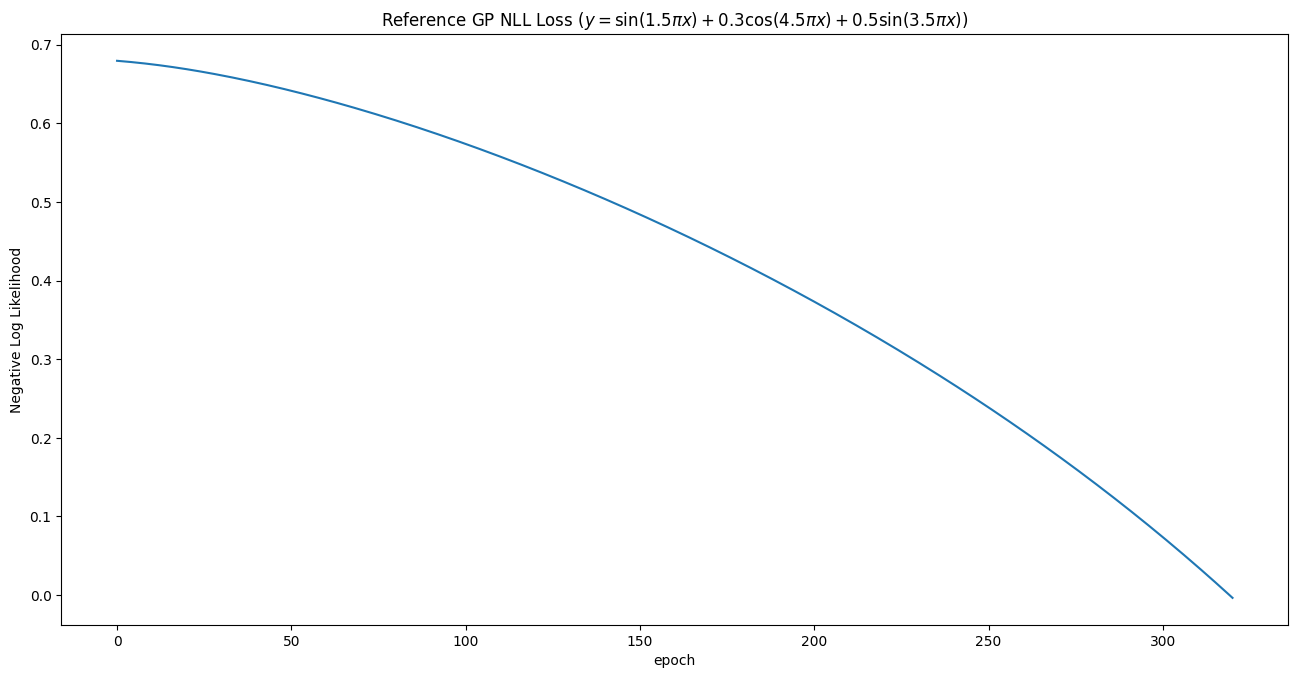 Reference GP NLL Loss (y = sin(1.5πx) + 0.3cos(4.5πx) + 0.5sin(3.5πx))
Negative Log Likelihood
0.7
0.6
0.5
0.4
0.3
0.2
0.1
0.0
0 50 100 150 200 250 300
epoch